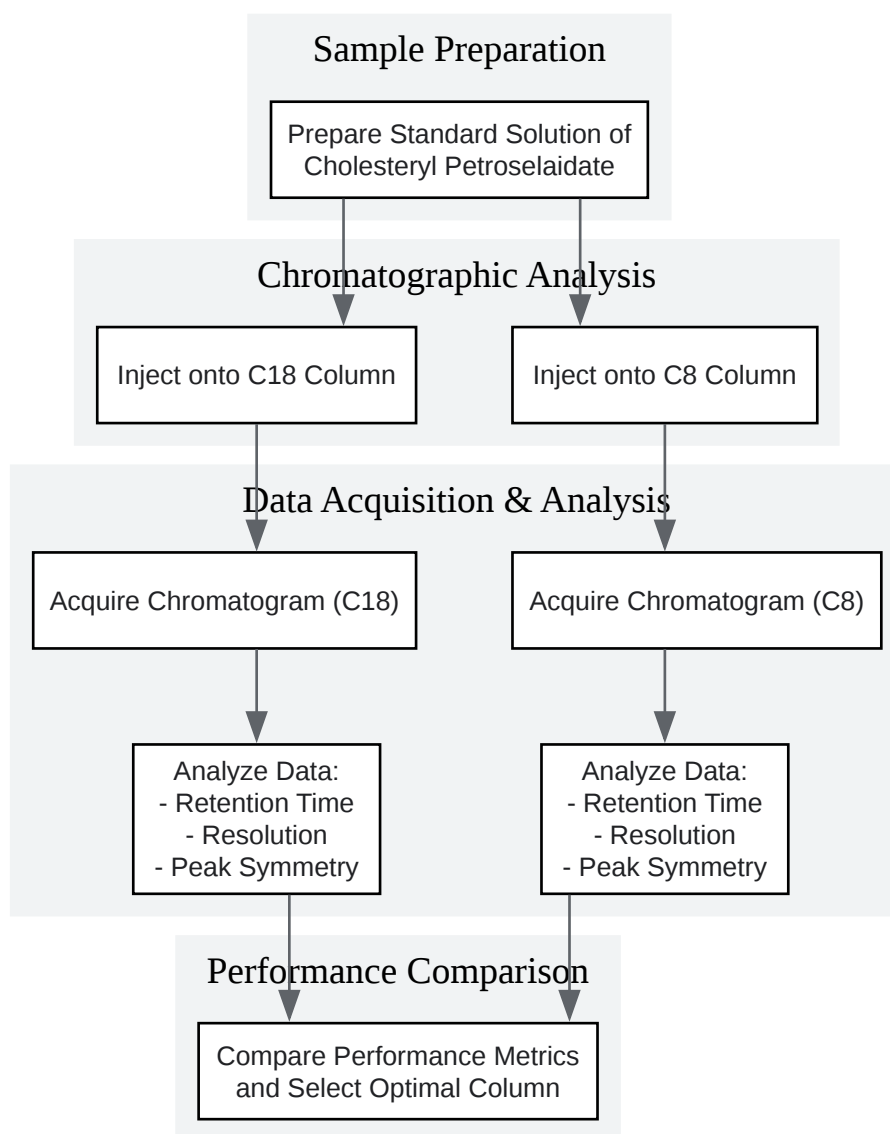 Sample Preparation
Prepare Standard Solution of
Cholesteryl Petroselaidate
Chromatographic Analysis
Inject onto C18 Column
Inject onto C8 Column
Data Acquisition & Analysis
Acquire Chromatogram (C18)
Acquire Chromatogram (C8)
Analyze Data:
- Retention Time
- Resolution
- Peak Symmetry
Analyze Data:
- Retention Time
- Resolution
- Peak Symmetry
Performance Comparison
Compare Performance Metrics
and Select Optimal Column